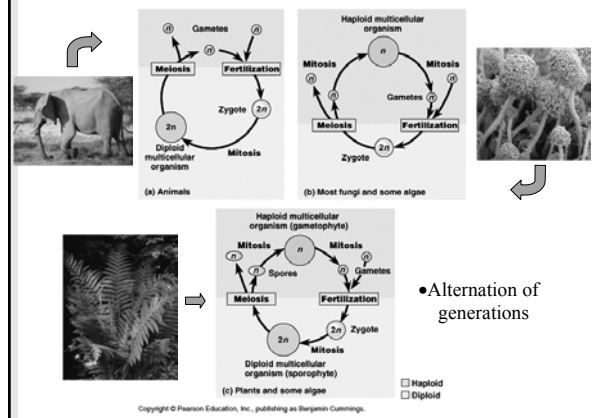 n
Gametes
n
n
Meiosis
Fertilization
Zygote
2n
2n
Diploid
multicellular
organism
Mitosis
(a) Animals
Haploid multicellular
organism
Mitosis
n
Mitosis
n
n
n
Gametes
n
n
Meiosis
Fertilization
Zygote
2n
(b) Most fungi and some algae
Haploid multicellular
organism (gametophyte)
Mitosis
n
Mitosis
n
n
Spores
n
n
Gametes
Meiosis
Fertilization
2n
2n
Zygote
Mitosis
Diploid multicellular
organism (sporophyte)
(c) Plants and some algae
•Alternation of
generations
Haploid
Diploid
Copyright © Pearson Education, Inc., publishing as Benjamin Cummings.